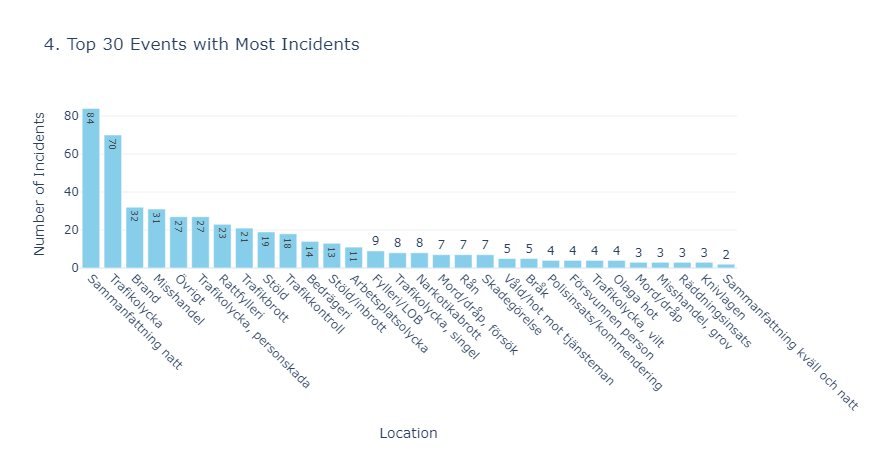 4. Top 30 Events with Most Incidents
Number of Incidents
80
60
40
20
0
84
70
32
31
27
27
23
21
19
18
14
13
11
9
8
8
7
7
7
5
5
4
4
4
4
3
3
3
3
2
Sammanfattning natt
Trafikolycka
Brand
Misshandel
Övrigt
Trafikolycka, personskada
Rattfylleri
Trafikbrott
Stöld
Trafikkontroll
Bedrägeri
Stöld/inbrott
Arbetsplatsolycka
Fylleri/LOB
Trafikolycka, singel
Narkotikabrott
Mord/dråp, försök
Rån
Skadegörelse
Våld/hot mot tjänsteman
Bråk
Polisinsats/kommendering
Försvunnen person
Trafikolycka, vilt
Olaga hot
Mord/dråp
Misshandel, grov
Räddningsinsats
Knivlagen
Sammanfattning kväll och natt
Location